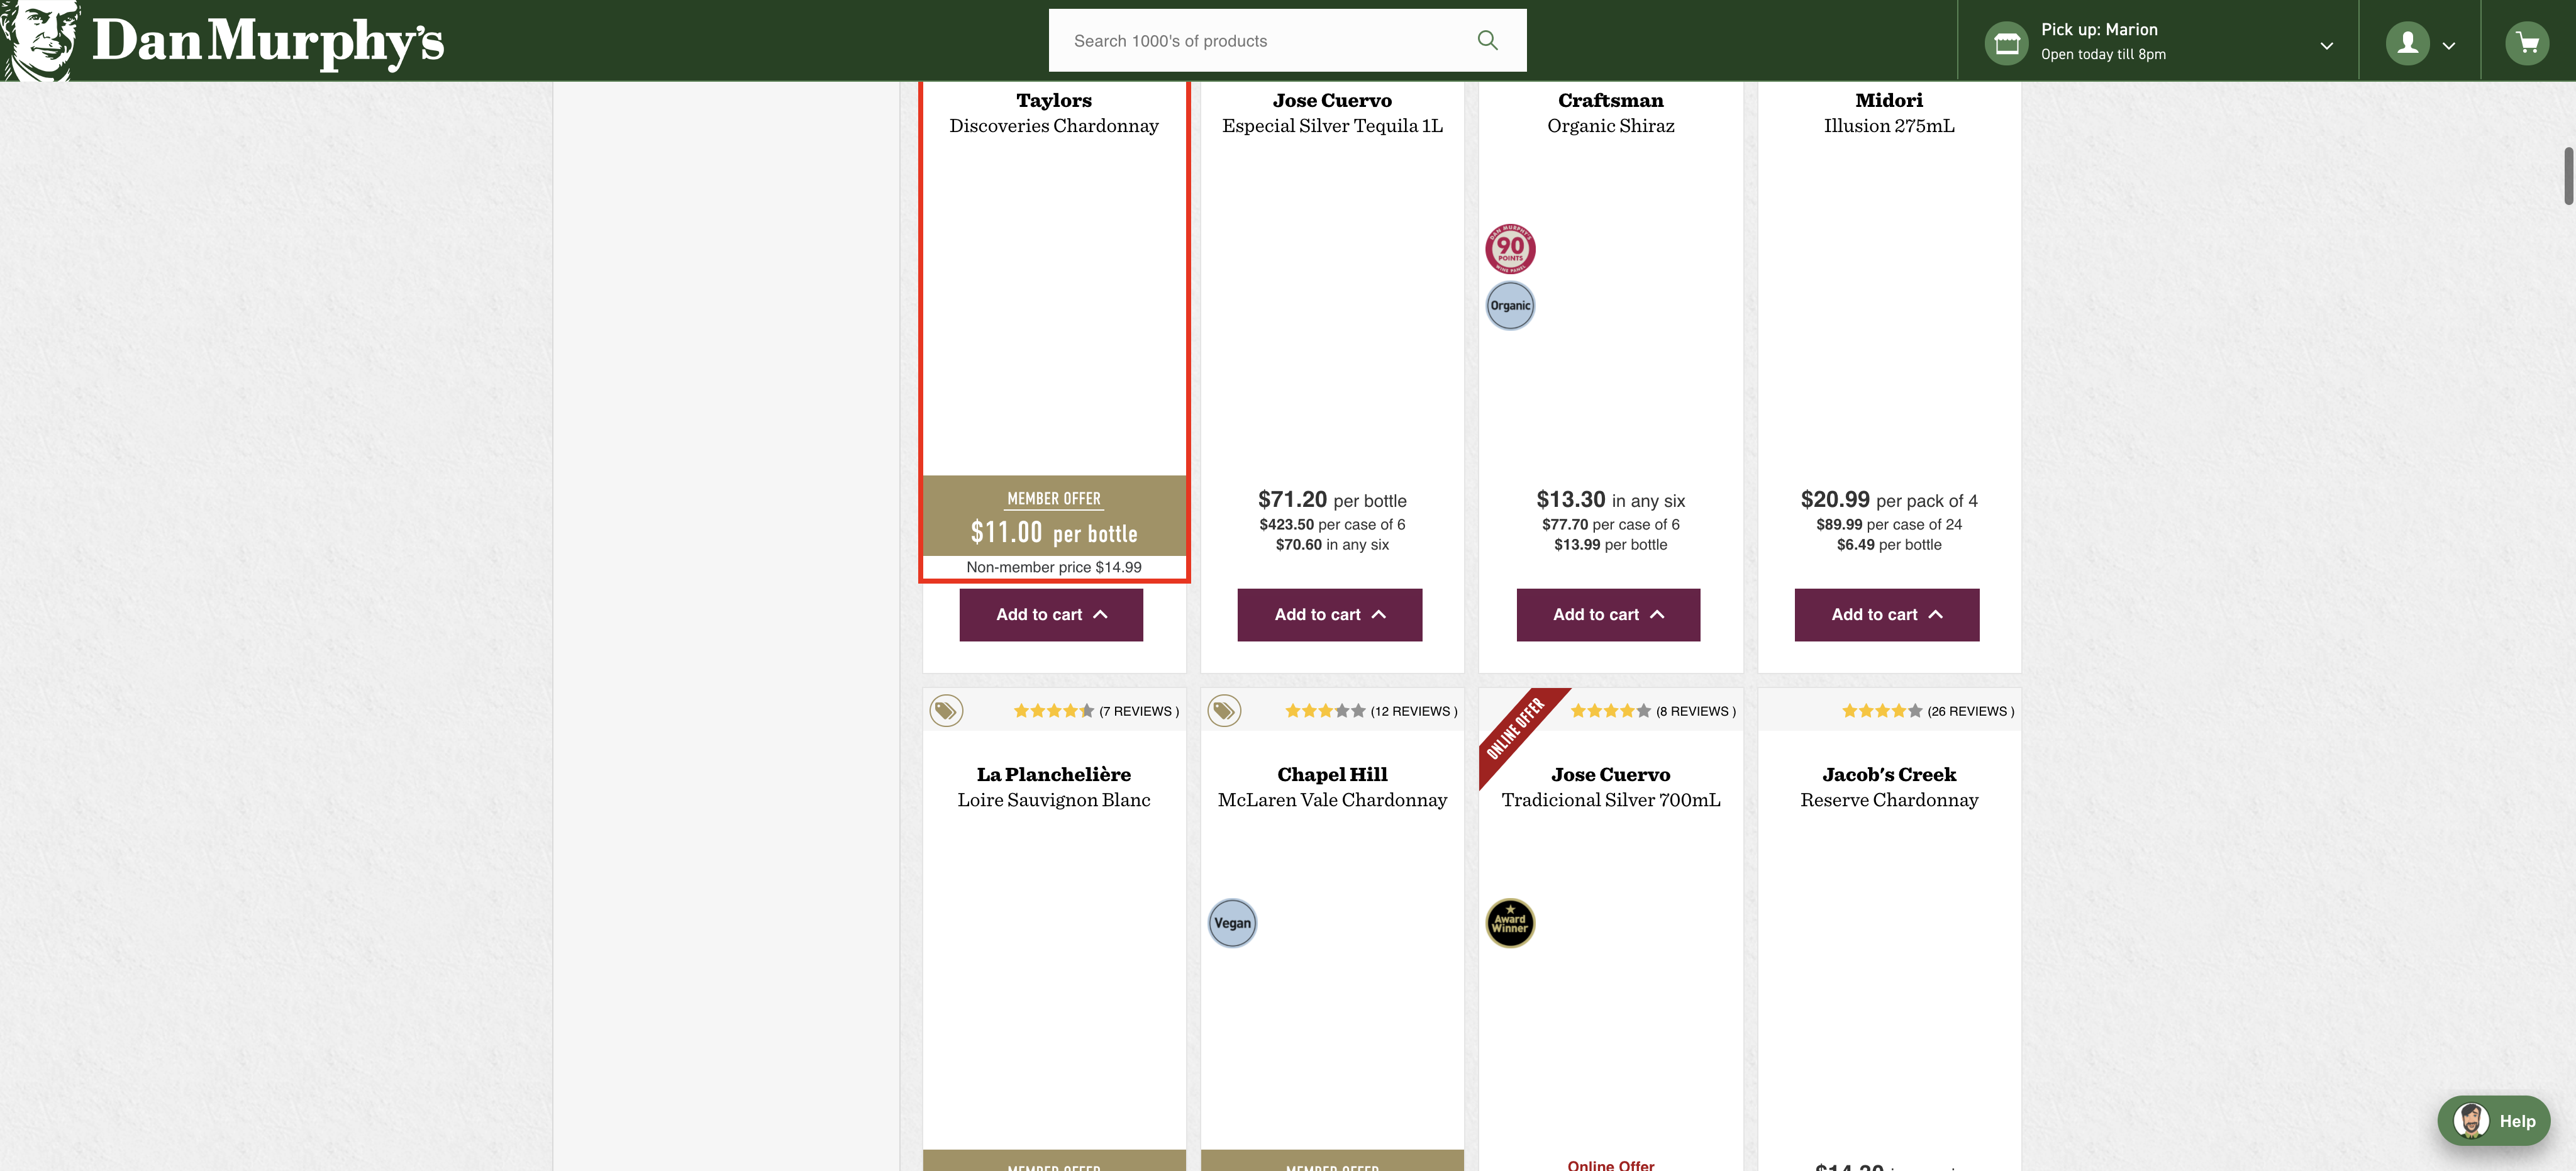 Dan Murphy's
Search 1000's of products
Pick up: Marion
Open today till 8pm
Taylors
Discoveries Chardonnay
MEMBER OFFER
$11.00 per bottle
Non-member price $14.99
Add to cart
Jose Cuervo
Especial Silver Tequila 1L
$71.20 per bottle
$423.50 per case of 6
$70.60 in any six
Add to cart
Craftsman
Organic Shiraz
DAN MURPHY'S
90
POINTS
WINE PANEL
Organic
$13.30 in any six
$77.70 per case of 6
$13.99 per bottle
Add to cart
Midori
Illusion 275mL
$20.99 per pack of 4
$89.99 per case of 24
$6.49 per bottle
Add to cart
(7 REVIEWS )
La Planchelière
Loire Sauvignon Blanc
MEMBER OFFER
(12 REVIEWS )
Chapel Hill
McLaren Vale Chardonnay
Vegan
MEMBER OFFER
ONLINE OFFER
(8 REVIEWS )
Jose Cuervo
Tradicional Silver 700mL
Award
Winner
Online Offer
(26 REVIEWS )
Jacob's Creek
Reserve Chardonnay
Help